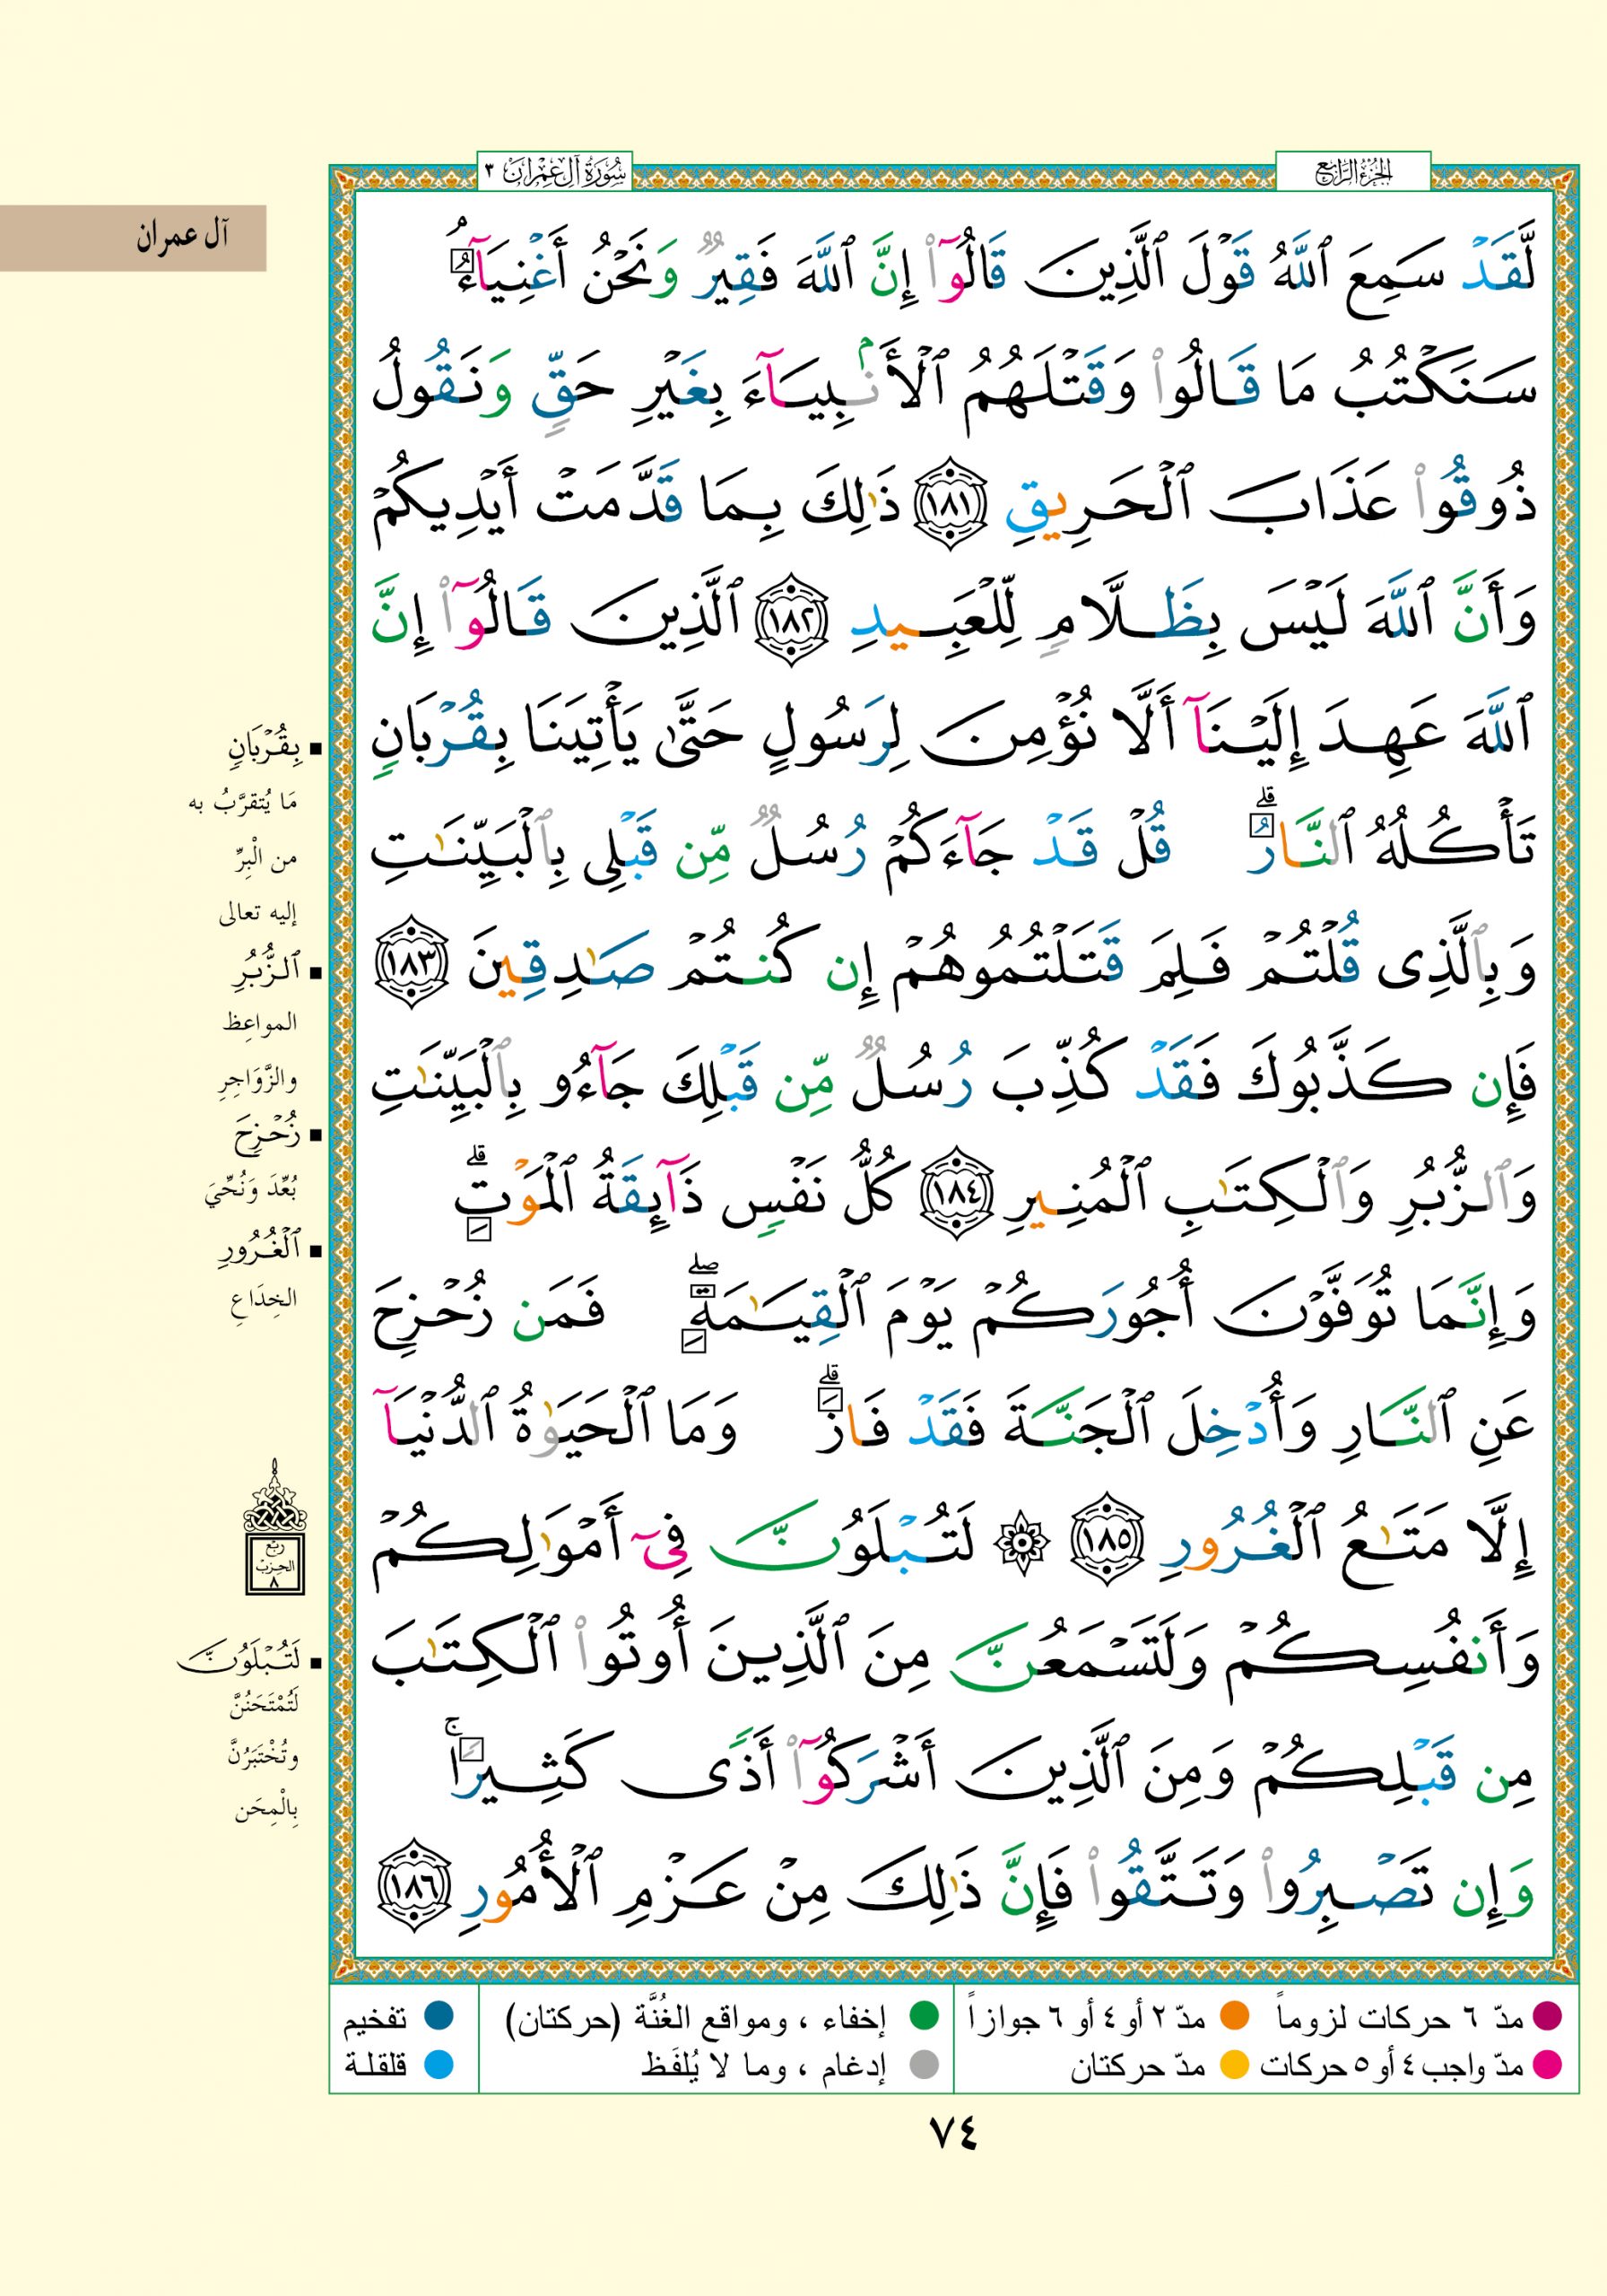 الجزء الرابع
سورة آل عمران ٣
آل عمران
لَّقَدْ سَمِعَ ٱللَّهُ قَوْلَ ٱلَّذِينَ قَالُوٓا۟ إِنَّ ٱللَّهَ فَقِيرٌ وَنَحْنُ أَغْنِيَآءُ ۘ
سَنَكْتُبُ مَا قَالُوا۟ وَقَتْلَهُمُ ٱلْأَنۢبِيَآءَ بِغَيْرِ حَقٍّ وَنَقُولُ
ذُوقُوا۟ عَذَابَ ٱلْحَرِيقِ ١٨١ ذَٰلِكَ بِمَا قَدَّمَتْ أَيْدِيكُمْ
وَأَنَّ ٱللَّهَ لَيْسَ بِظَلَّامٍ لِّلْعَبِيدِ ١٨٢ ٱلَّذِينَ قَالُوٓا۟ إِنَّ
ٱللَّهَ عَهِدَ إِلَيْنَآ أَلَّا نُؤْمِنَ لِرَسُولٍ حَتَّىٰ يَأْتِيَنَا بِقُرْبَانٍ
تَأْكُلُهُ ٱلنَّارُ ۗ قُلْ قَدْ جَآءَكُمْ رُسُلٌ مِّن قَبْلِى بِٱلْبَيِّنَٰتِ
وَبِٱلَّذِى قُلْتُمْ فَلِمَ قَتَلْتُمُوهُمْ إِن كُنتُمْ صَٰدِقِينَ ١٨٣
فَإِن كَذَّبُوكَ فَقَدْ كُذِّبَ رُسُلٌ مِّن قَبْلِكَ جَآءُو بِٱلْبَيِّنَٰتِ
وَٱلزُّبُرِ وَٱلْكِتَٰبِ ٱلْمُنِيرِ ١٨٤ كُلُّ نَفْسٍ ذَآئِقَةُ ٱلْمَوْتِ ۗ
وَإِنَّمَا تُوَفَّوْنَ أُجُورَكُمْ يَوْمَ ٱلْقِيَٰمَةِ ۖ فَمَن زُحْزِحَ
عَنِ ٱلنَّارِ وَأُدْخِلَ ٱلْجَنَّةَ فَقَدْ فَازَ ۗ وَمَا ٱلْحَيَوٰةُ ٱلدُّنْيَآ
إِلَّا مَتَٰعُ ٱلْغُرُورِ ١٨٥ ۞ لَتُبْلَوُنَّ فِىٓ أَمْوَٰلِكُمْ
وَأَنفُسِكُمْ وَلَتَسْمَعُنَّ مِنَ ٱلَّذِينَ أُوتُوا۟ ٱلْكِتَٰبَ
مِن قَبْلِكُمْ وَمِنَ ٱلَّذِينَ أَشْرَكُوٓا۟ أَذًى كَثِيرًا ۚ
وَإِن تَصْبِرُوا۟ وَتَتَّقُوا۟ فَإِنَّ ذَٰلِكَ مِنْ عَزْمِ ٱلْأُمُورِ ١٨٦
▪ بِقُرْبَانٍ
مَا يُتقرَّبُ به
من الْبِرِّ
إليه تعالى
▪ ٱلزُّبُرِ
المواعِظ
والزَّوَاجِرِ
▪ زُحْزِحَ
بُعِّدَ وَنُحِّيَ
▪ ٱلْغُرُورِ
الخِدَاعِ
ربع
الحزب
٨
▪ لَتُبْلَوُنَّ
لَتُمْتَحَنُنَّ
وتُخْتَبَرُنَّ
بِالْمِحَن
مدّ ٦ حركات لزوماً
مدّ ٢ أو ٤ أو ٦ جوازاً
إخفاء ، ومواقع الغُنَّة (حركتان)
تفخيم
مدّ واجب ٤ أو ٥ حركات
مدّ حركتان
إدغام ، وما لا يُلفَظ
قلقلة
٧٤